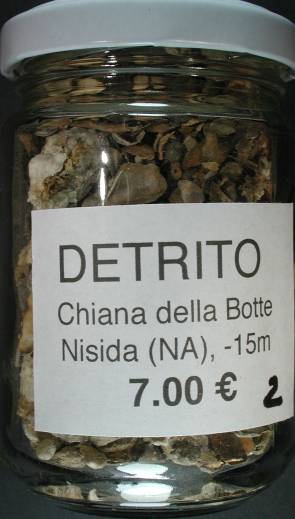 DETRITO
Chiana della Botte
Nisida (NA), -15m
7.00 € 2